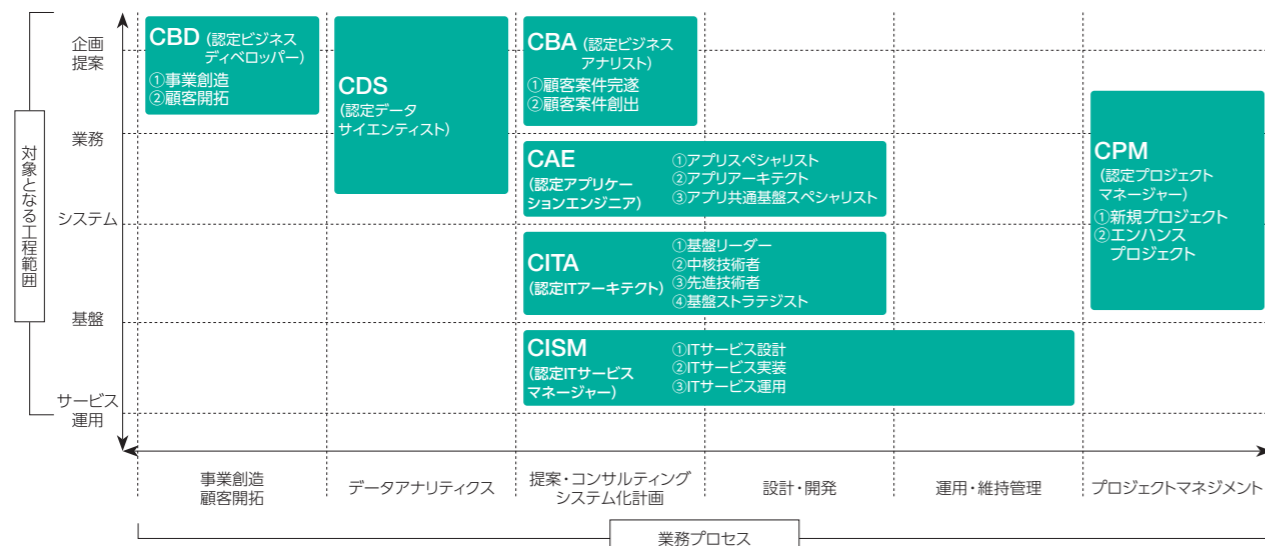 対象となる工程範囲
企画
提案
業務
システム
基盤
サービス
運用
CBD (認定ビジネス
ディベロッパー)
①事業創造
②顧客開拓
CDS
(認定データ
サイエンティスト)
CBA (認定ビジネス
アナリスト)
①顧客案件完遂
②顧客案件創出
CAE
(認定アプリケー
ションエンジニア)
①アプリスペシャリスト
②アプリアーキテクト
③アプリ共通基盤スペシャリスト
CITA
(認定ITアーキテクト)
①基盤リーダー
②中核技術者
③先進技術者
④基盤ストラテジスト
CISM
(認定ITサービス
マネージャー)
①ITサービス設計
②ITサービス実装
③ITサービス運用
CPM
(認定プロジェクト
マネージャー)
①新規プロジェクト
②エンハンス
プロジェクト
事業創造
顧客開拓
データアナリティクス
提案・コンサルティング
システム化計画
設計・開発
運用・維持管理
プロジェクトマネジメント
業務プロセス